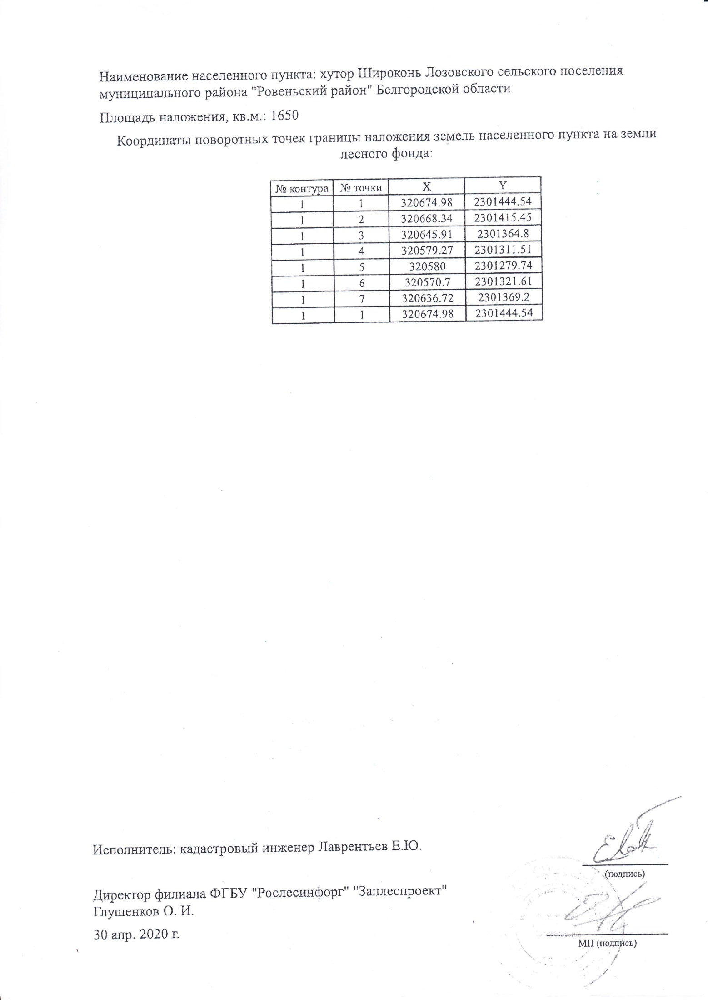 Наименование населенного пункта: хутор Широконь Лозовского сельского поселения
муниципального района "Ровеньский район" Белгородской области
Площадь наложения, кв.м.: 1650
Координаты поворотных точек границы наложения земель населенного пункта на земли
лесного фонда:
№ контура № точки X Y
1 1 320674.98 2301444.54
1 2 320668.34 2301415.45
1 3 320645.91 2301364.8
1 4 320579.27 2301311.51
1 5 320580 2301279.74
1 6 320570.7 2301321.61
1 7 320636.72 2301369.2
1 1 320674.98 2301444.54
Исполнитель: кадастровый инженер Лаврентьев Е.Ю.
(подпись)
Директор филиала ФГБУ "Рослесинфорг" "Заплеспроект"
Глушенков О. И.
30 апр. 2020 г.
МП (подпись)